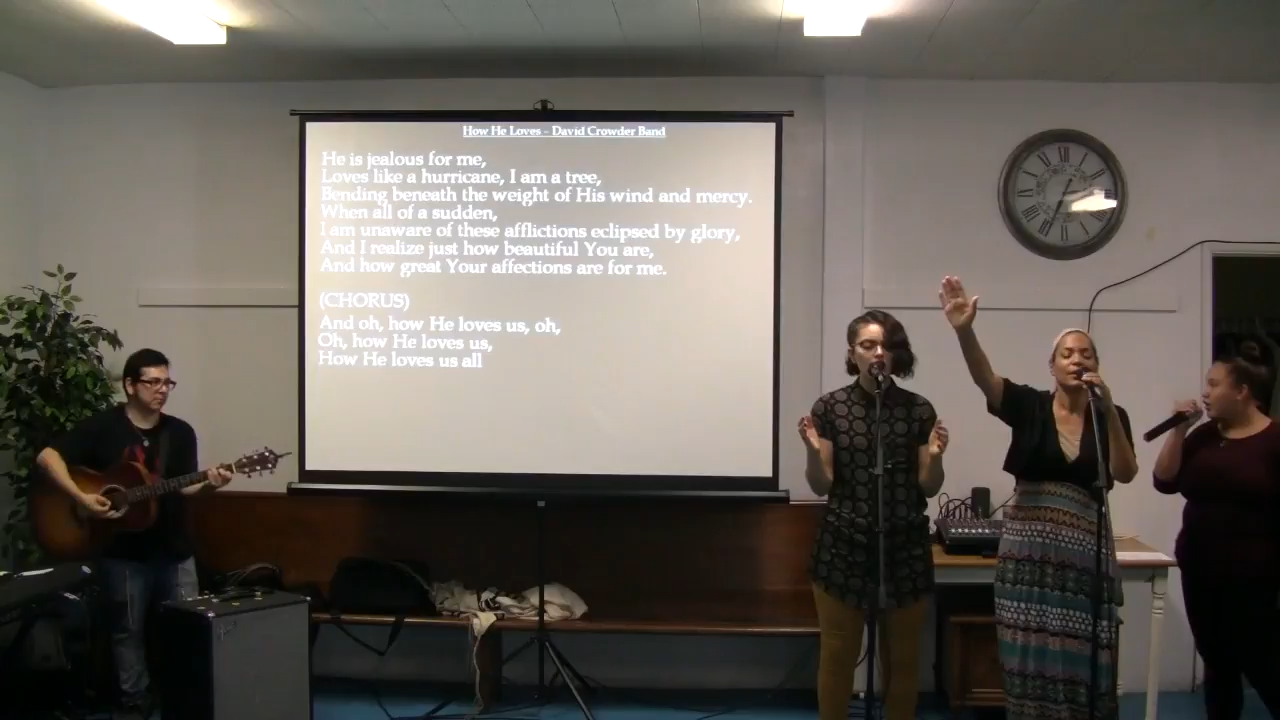 How He Loves - David Crowder Band
He is jealous for me,
Loves like a hurricane, I am a tree,
Bending beneath the weight of His wind and mercy.
When all of a sudden,
I am unaware of these afflictions eclipsed by glory,
And I realize just how beautiful You are,
And how great Your affections are for me.
(CHORUS)
And oh, how He loves us, oh,
Oh, how He loves us,
How He loves us all